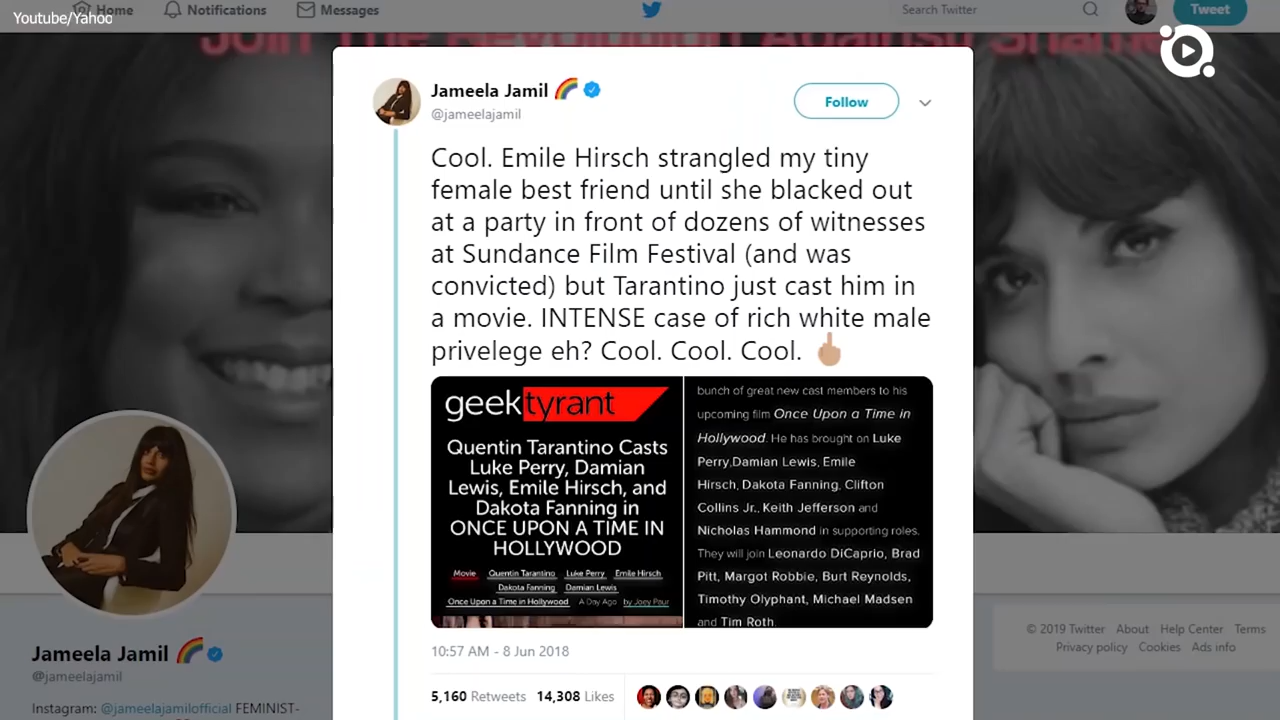 Youtube/Yahoo
Home
Notifications
Messages
Search Twitter
Tweet
Join The Revolution Against Shame
Jameela Jamil
@jameelajamil
Follow
Cool. Emile Hirsch strangled my tiny
female best friend until she blacked out
at a party in front of dozens of witnesses
at Sundance Film Festival (and was
convicted) but Tarantino just cast him in
a movie. INTENSE case of rich white male
privelege eh? Cool. Cool. Cool.
geektyrant
Quentin Tarantino Casts
Luke Perry, Damian
Lewis, Emile Hirsch, and
Dakota Fanning in
ONCE UPON A TIME IN
HOLLYWOOD
Movie Quentin Tarantino Luke Perry Emile Hirsch
Dakota Fanning Damian Lewis
Once Upon a Time in Hollywood A Day Ago by Joey Paur
bunch of great new cast members to his
upcoming film Once Upon a Time in
Hollywood. He has brought on Luke
Perry,Damian Lewis, Emile
Hirsch, Dakota Fanning, Clifton
Collins Jr., Keith Jefferson and
Nicholas Hammond in supporting roles.
They will join Leonardo DiCaprio, Brad
Pitt, Margot Robbie, Burt Reynolds,
Timothy Olyphant, Michael Madsen
and Tim Roth.
10:57 AM - 8 Jun 2018
5,160 Retweets 14,308 Likes
Jameela Jamil
@jameelajamil
Instagram: @jameelajamilofficial FEMINIST-
© 2019 Twitter About Help Center Terms
Privacy policy Cookies Ads info